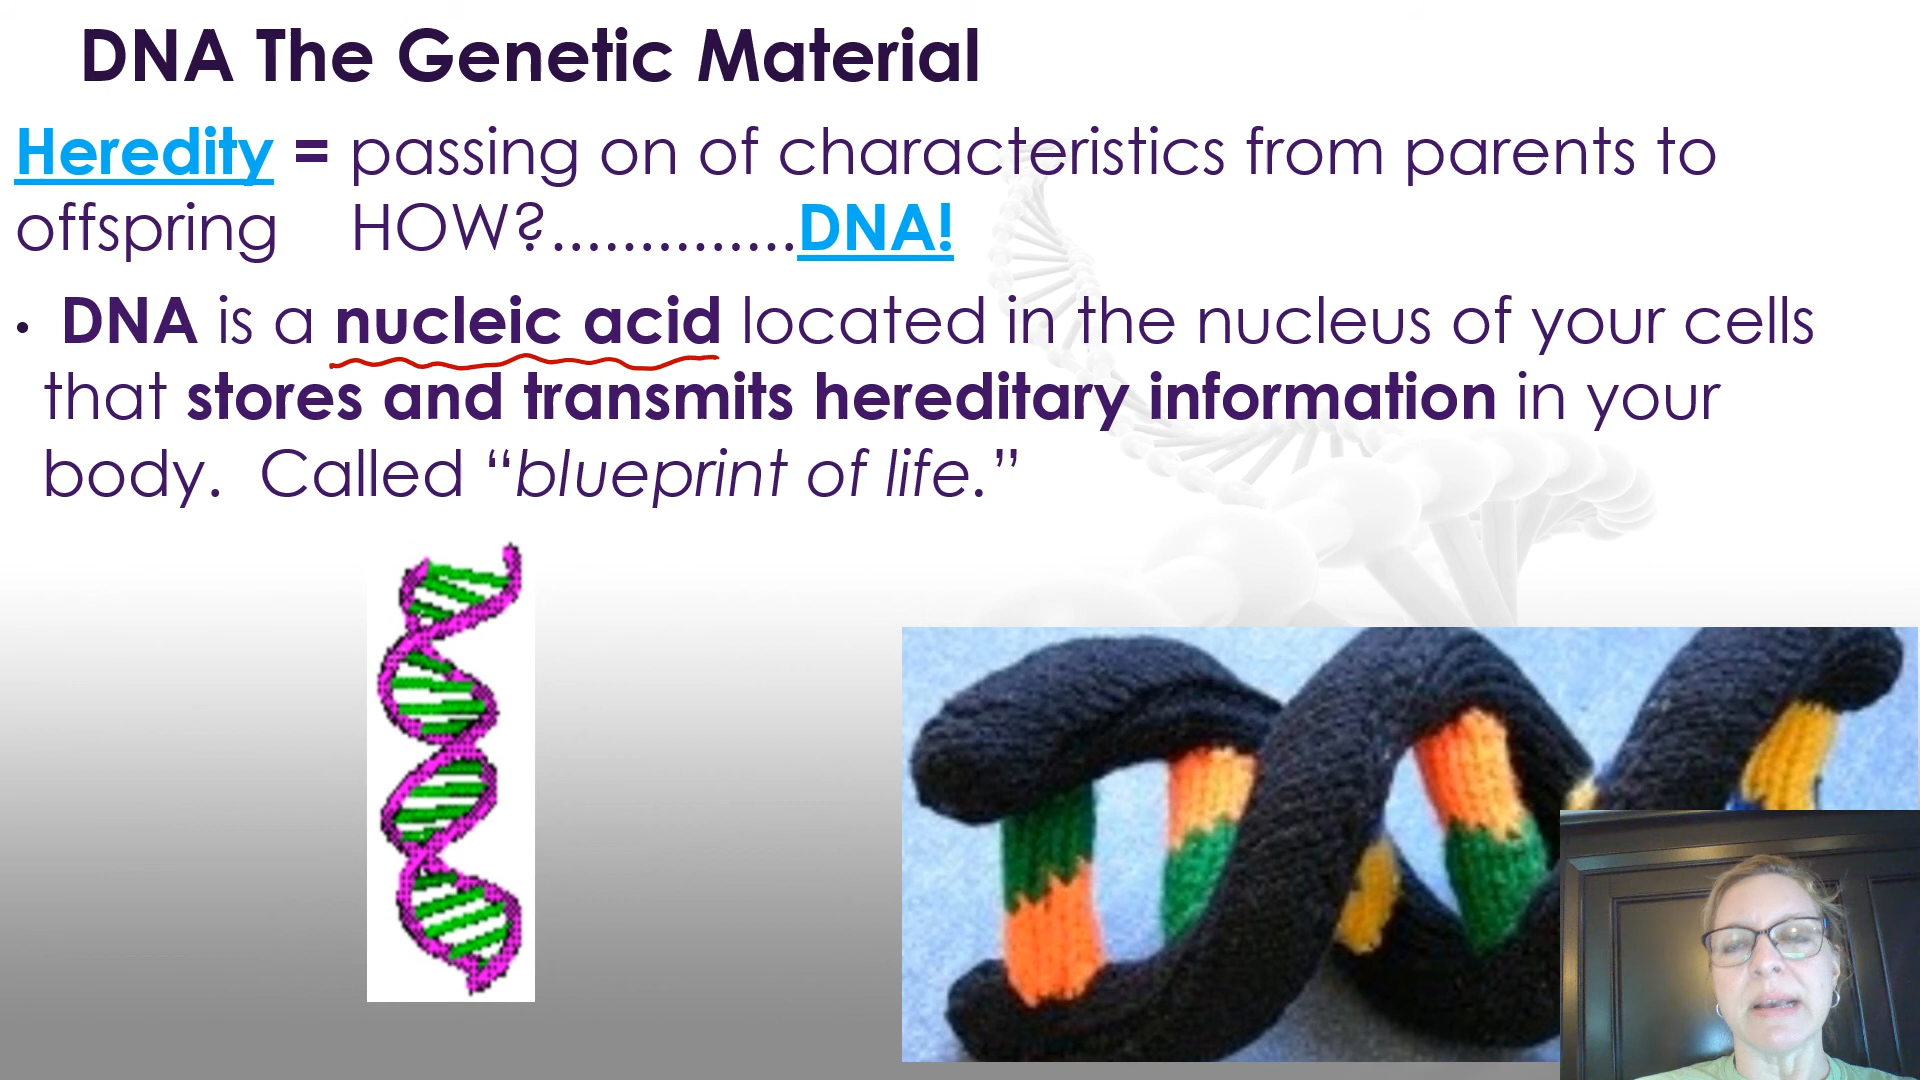 DNA The Genetic Material
Heredity = passing on of characteristics from parents to
offspring HOW?..............DNA!
• DNA is a nucleic acid located in the nucleus of your cells
that stores and transmits hereditary information in your
body. Called “blueprint of life.”